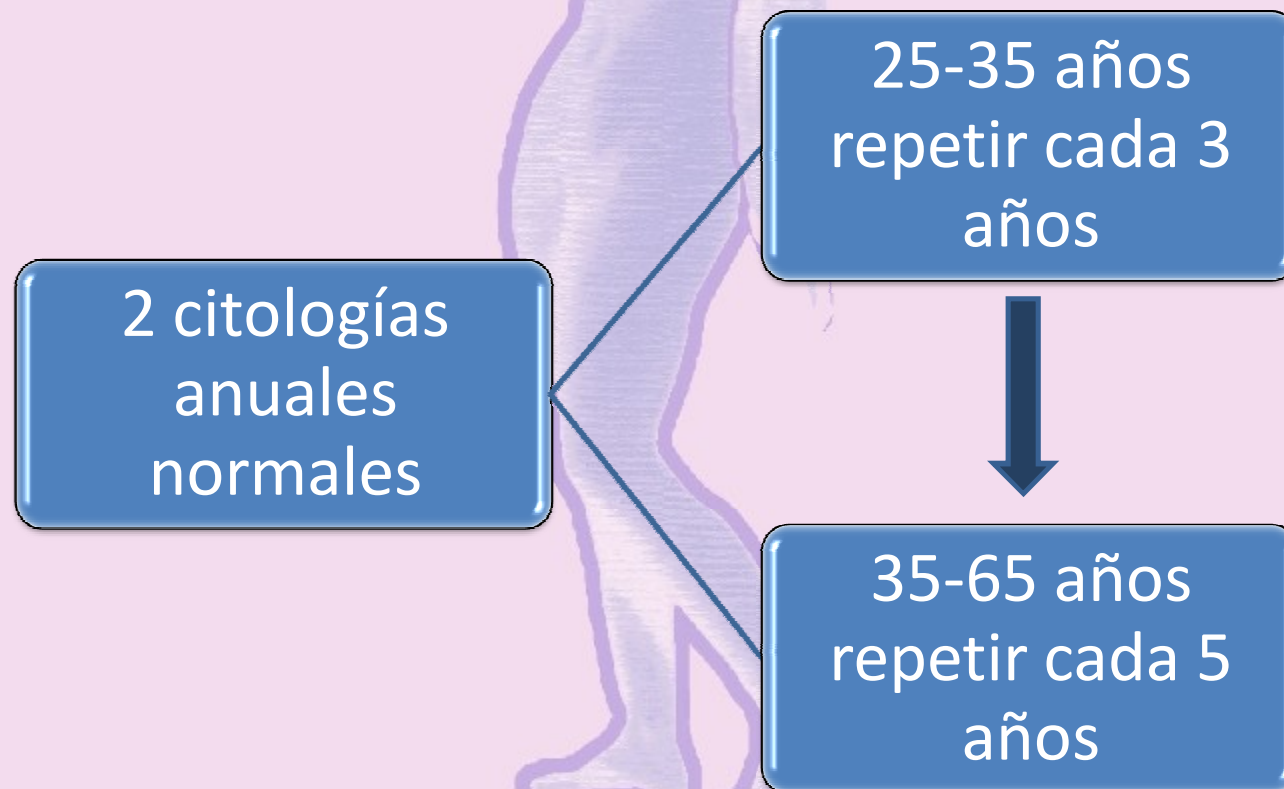 25-35 años
repetir cada 3
años
2 citologías
anuales
normales
35-65 años
repetir cada 5
años